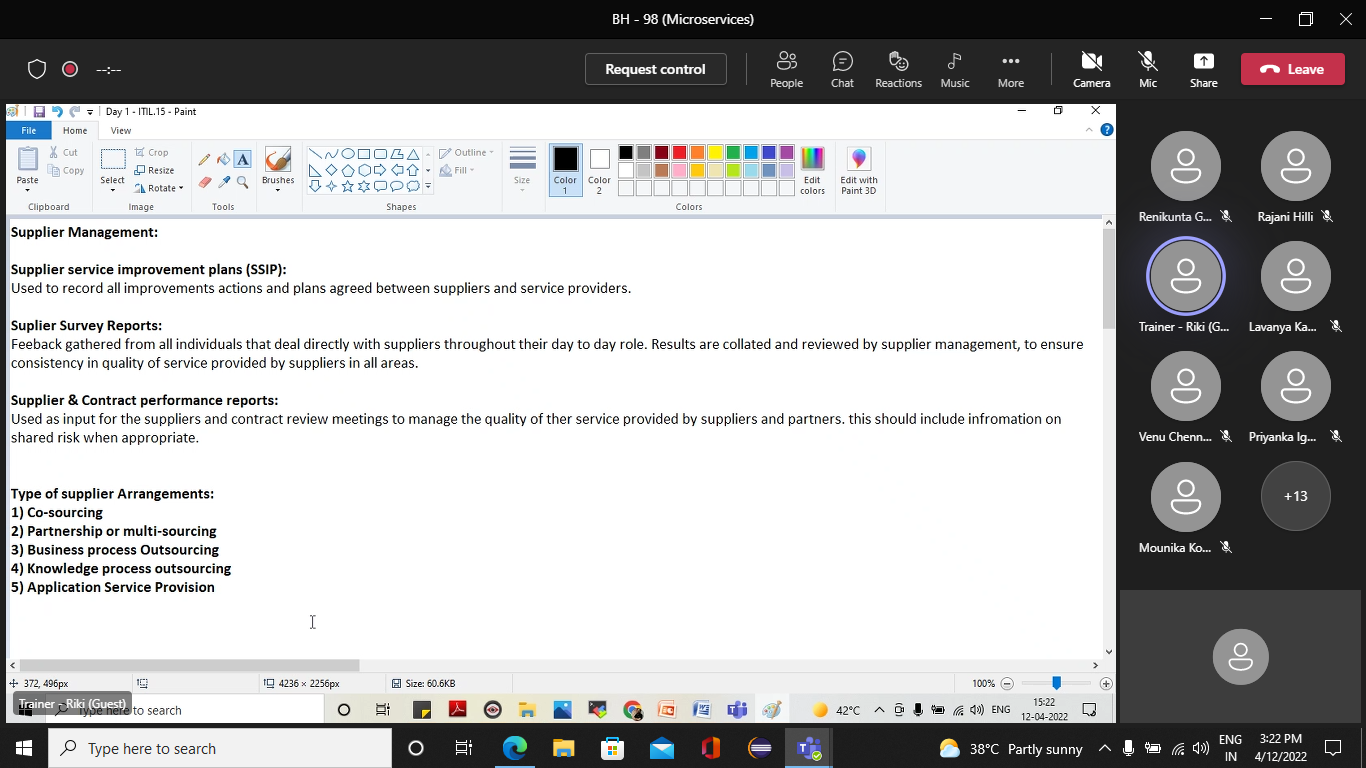 BH - 98 (Microservices)
--:--
Request control
People
Chat
Reactions
Music
More
Camera
Mic
Share
Leave
Day 1 - ITIL.15 - Paint
File
Home
View
Paste
Cut
Copy
Clipboard
Select
Crop
Resize
Rotate
Image
A
Tools
Brushes
Shapes
Outline
Fill
Size
Color 1
Color 2
Edit colors
Colors
Edit with Paint 3D
Supplier Management:
Supplier service improvement plans (SSIP):
Used to record all improvements actions and plans agreed between suppliers and service providers.
Suplier Survey Reports:
Feeback gathered from all individuals that deal directly with suppliers throughout their day to day role. Results are collated and reviewed by supplier management, to ensure
consistency in quality of service provided by suppliers in all areas.
Supplier & Contract performance reports:
Used as input for the suppliers and contract review meetings to manage the quality of ther service provided by suppliers and partners. this should include infromation on
shared risk when appropriate.
Type of supplier Arrangements:
1) Co-sourcing
2) Partnership or multi-sourcing
3) Business process Outsourcing
4) Knowledge process outsourcing
5) Application Service Provision
372, 496px
4236 × 2256px
Size: 60.6KB
100%
Trainer - Riki (Guest)
Type here to search
42°C
ENG
15:22
12-04-2022
Renikunta G...
Rajani Hilli
Trainer - Riki (G...
Lavanya Ka...
Venu Chenn...
Priyanka Ig...
Mounika Ko...
+13
Type here to search
38°C Partly sunny
ENG
IN
3:22 PM
4/12/2022